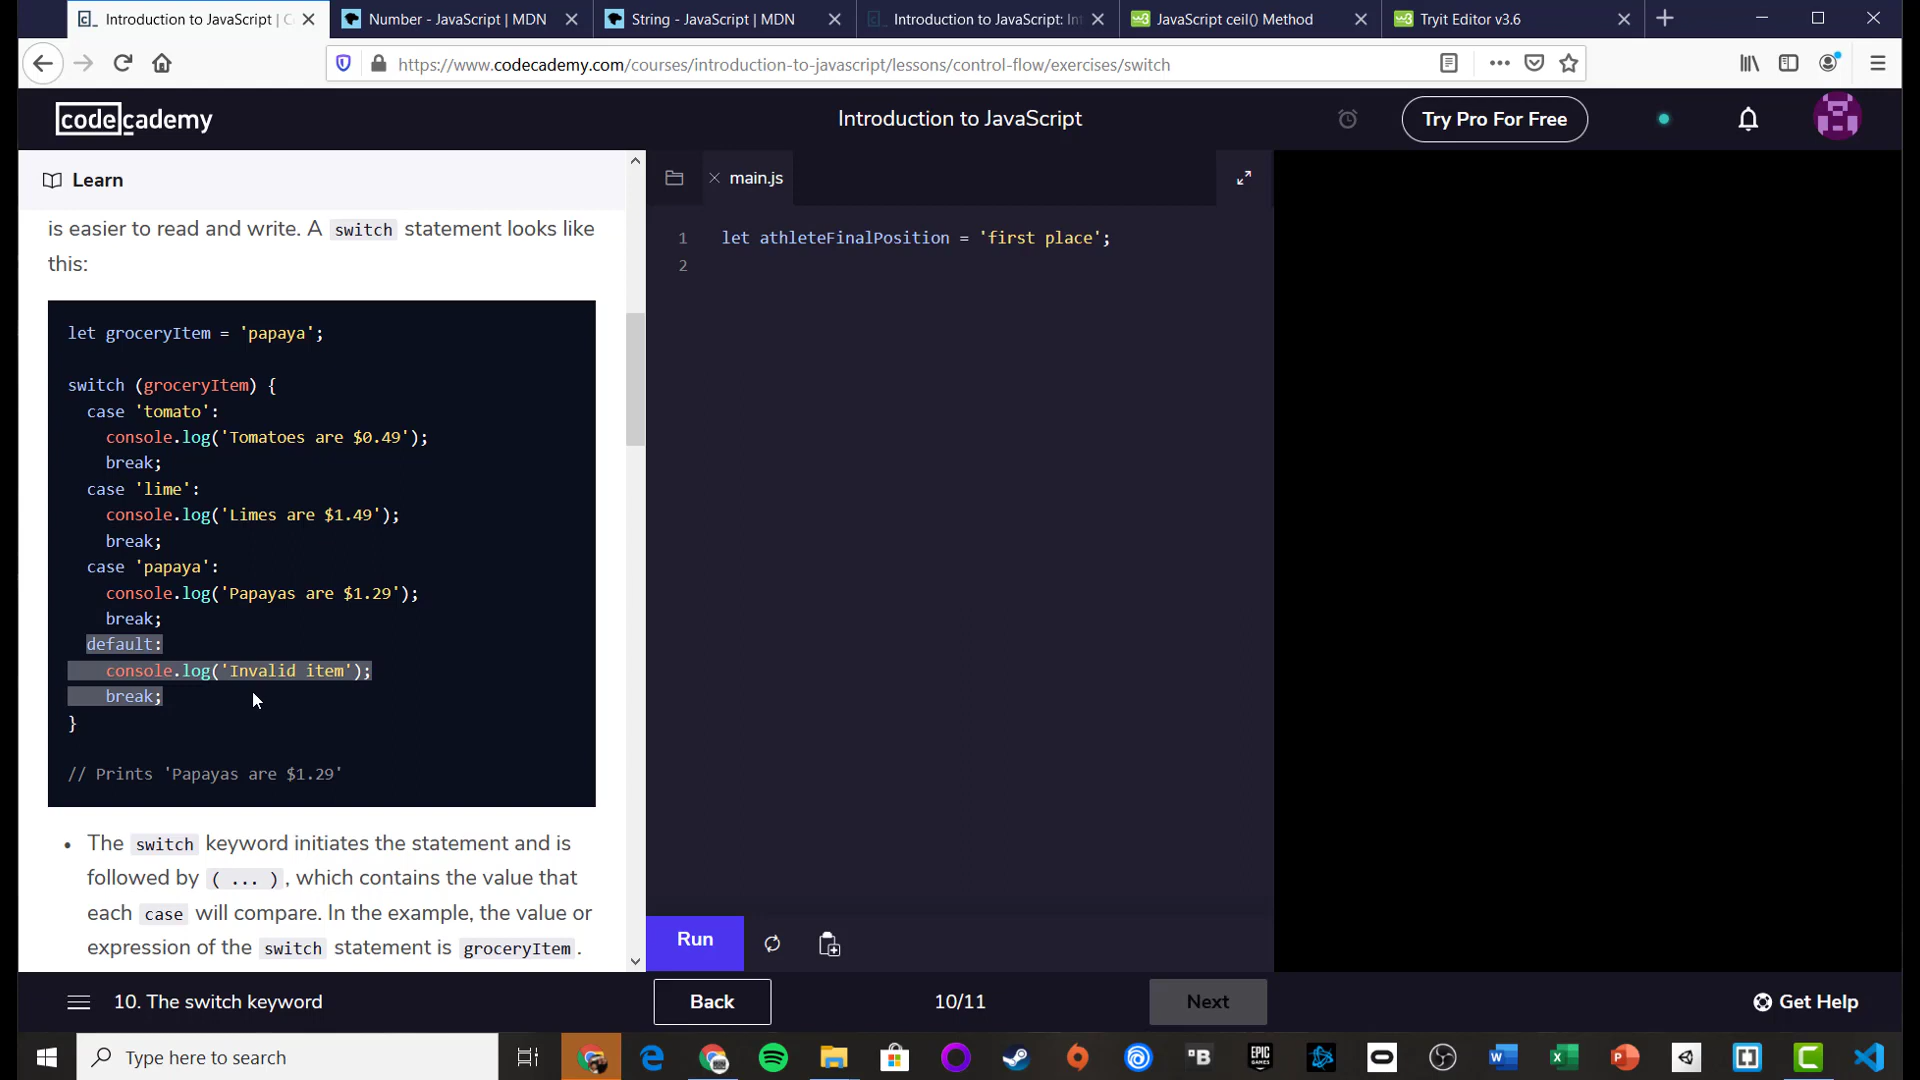 Introduction to JavaScript | C
Number - JavaScript | MDN
String - JavaScript | MDN
Introduction to JavaScript: In
JavaScript ceil() Method
Tryit Editor v3.6
https://www.codecademy.com/courses/introduction-to-javascript/lessons/control-flow/exercises/switch
codecademy
Introduction to JavaScript
Try Pro For Free
Learn
main.js
is easier to read and write. A switch statement looks like
this:
let groceryItem = 'papaya';
switch (groceryItem) {
case 'tomato':
console.log('Tomatoes are $0.49');
break;
case 'lime':
console.log('Limes are $1.49');
break;
case 'papaya':
console.log('Papayas are $1.29');
break;
default:
console.log('Invalid item');
break;
}
// Prints 'Papayas are $1.29'
The switch keyword initiates the statement and is
followed by ( ... ), which contains the value that
each case will compare. In the example, the value or
expression of the switch statement is groceryItem.
1 let athleteFinalPosition = 'first place';
2
Run
10. The switch keyword
Back
10/11
Next
Get Help
Type here to search